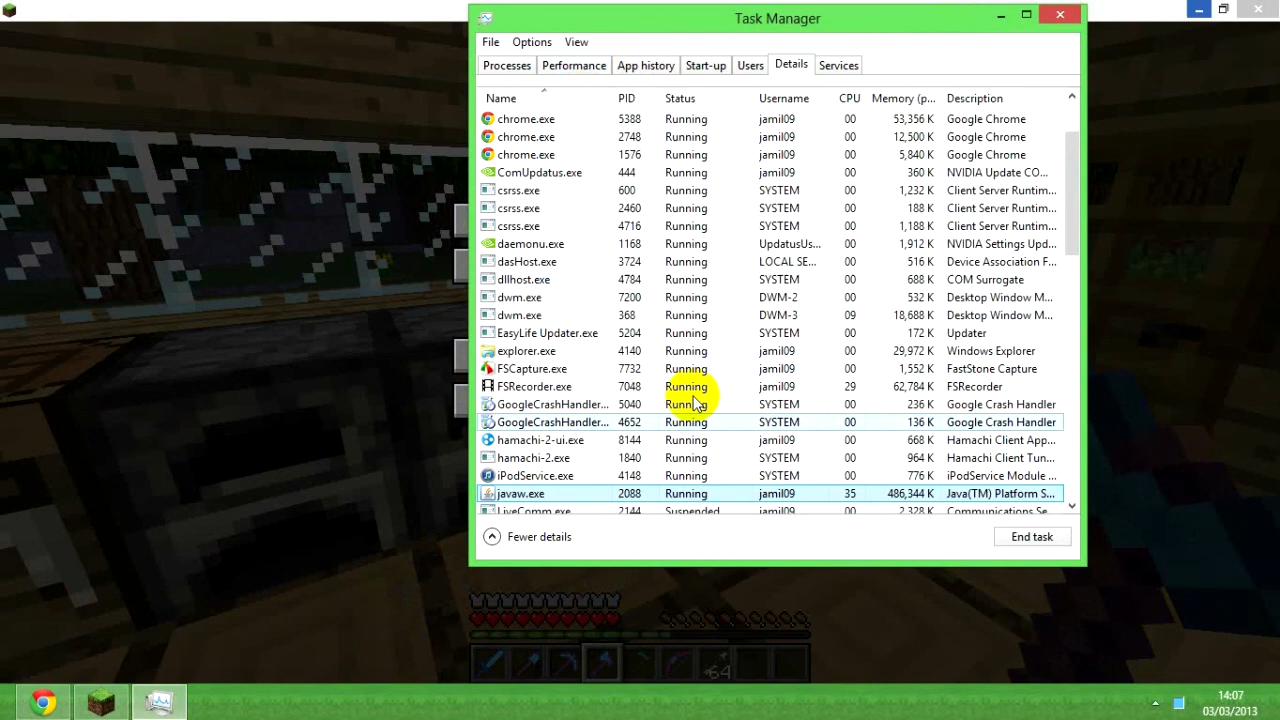 Task Manager
File Options View
Processes Performance App history Start-up Users Details Services
Name PID Status Username CPU Memory (p... Description
chrome.exe 5388 Running jamil09 00 53,356 K Google Chrome
chrome.exe 2748 Running jamil09 00 12,500 K Google Chrome
chrome.exe 1576 Running jamil09 00 5,840 K Google Chrome
ComUpdatus.exe 444 Running jamil09 00 360 K NVIDIA Update CO...
csrss.exe 600 Running SYSTEM 00 1,232 K Client Server Runtim...
csrss.exe 2460 Running SYSTEM 00 188 K Client Server Runtim...
csrss.exe 4716 Running SYSTEM 00 1,188 K Client Server Runtim...
daemonu.exe 1168 Running UpdatusUs... 00 1,912 K NVIDIA Settings Upd...
dasHost.exe 3724 Running LOCAL SE... 00 516 K Device Association F...
dllhost.exe 4784 Running SYSTEM 00 688 K COM Surrogate
dwm.exe 7200 Running DWM-2 00 532 K Desktop Window M...
dwm.exe 368 Running DWM-3 09 18,688 K Desktop Window M...
EasyLife Updater.exe 5204 Running SYSTEM 00 172 K Updater
explorer.exe 4140 Running jamil09 00 29,972 K Windows Explorer
FSCapture.exe 7732 Running jamil09 00 1,552 K FastStone Capture
FSRecorder.exe 7048 Running jamil09 29 62,784 K FSRecorder
GoogleCrashHandler... 5040 Running SYSTEM 00 236 K Google Crash Handler
GoogleCrashHandler... 4652 Running SYSTEM 00 136 K Google Crash Handler
hamachi-2-ui.exe 8144 Running jamil09 00 668 K Hamachi Client App...
hamachi-2.exe 1840 Running SYSTEM 00 964 K Hamachi Client Tun...
iPodService.exe 4148 Running SYSTEM 00 776 K iPodService Module ...
javaw.exe 2088 Running jamil09 35 486,344 K Java(TM) Platform S...
LiveComm.exe 2144 Suspended jamil09 00 2,328 K Communications Se...
Fewer details End task
64
14:07
03/03/2013